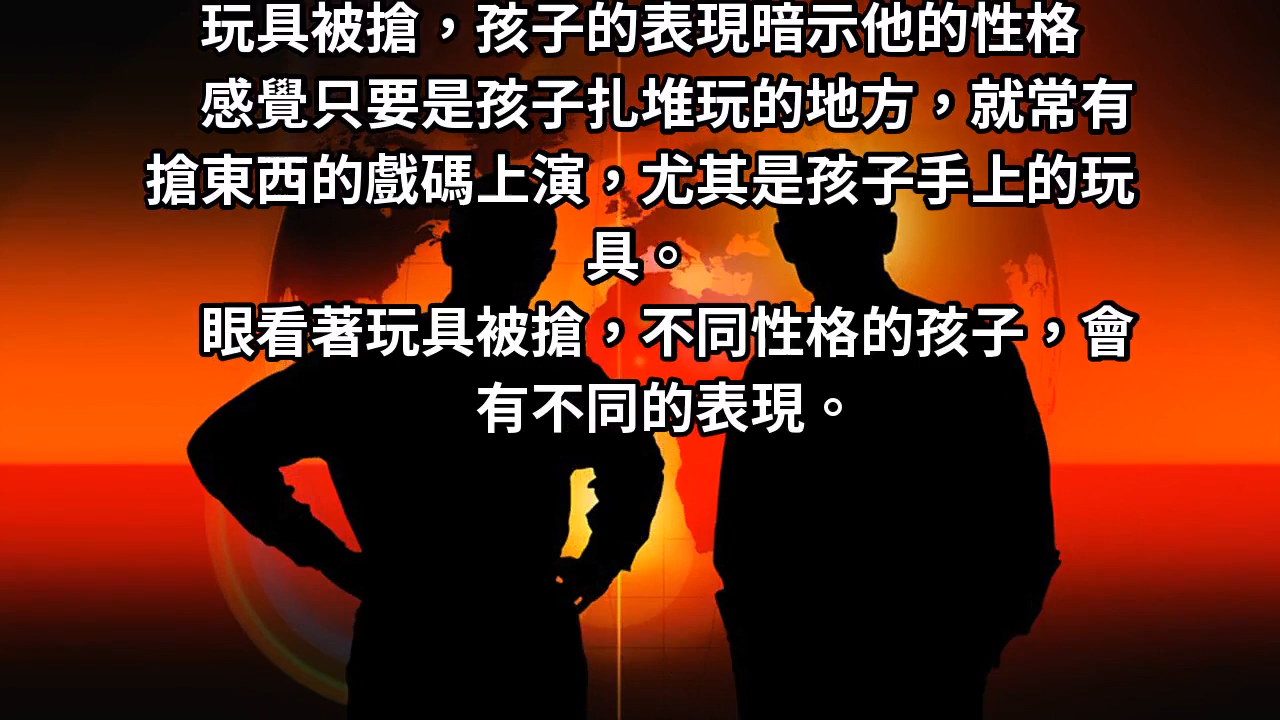 玩具被搶，孩子的表現暗示他的性格
感覺只要是孩子扎堆玩的地方，就常有
搶東西的戲碼上演，尤其是孩子手上的玩
具。
眼看著玩具被搶，不同性格的孩子，會
有不同的表現。